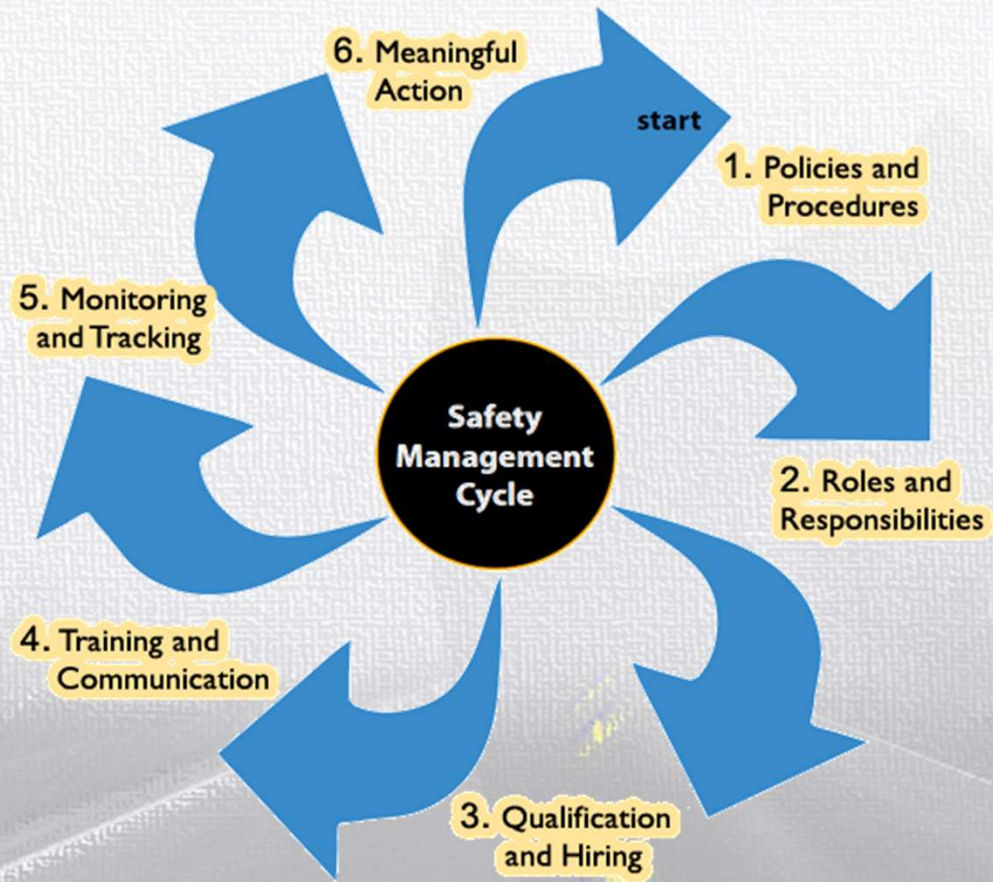 start
1. Policies and
Procedures
2. Roles and
Responsibilities
3. Qualification
and Hiring
4. Training and
Communication
5. Monitoring
and Tracking
6. Meaningful
Action
Safety
Management
Cycle